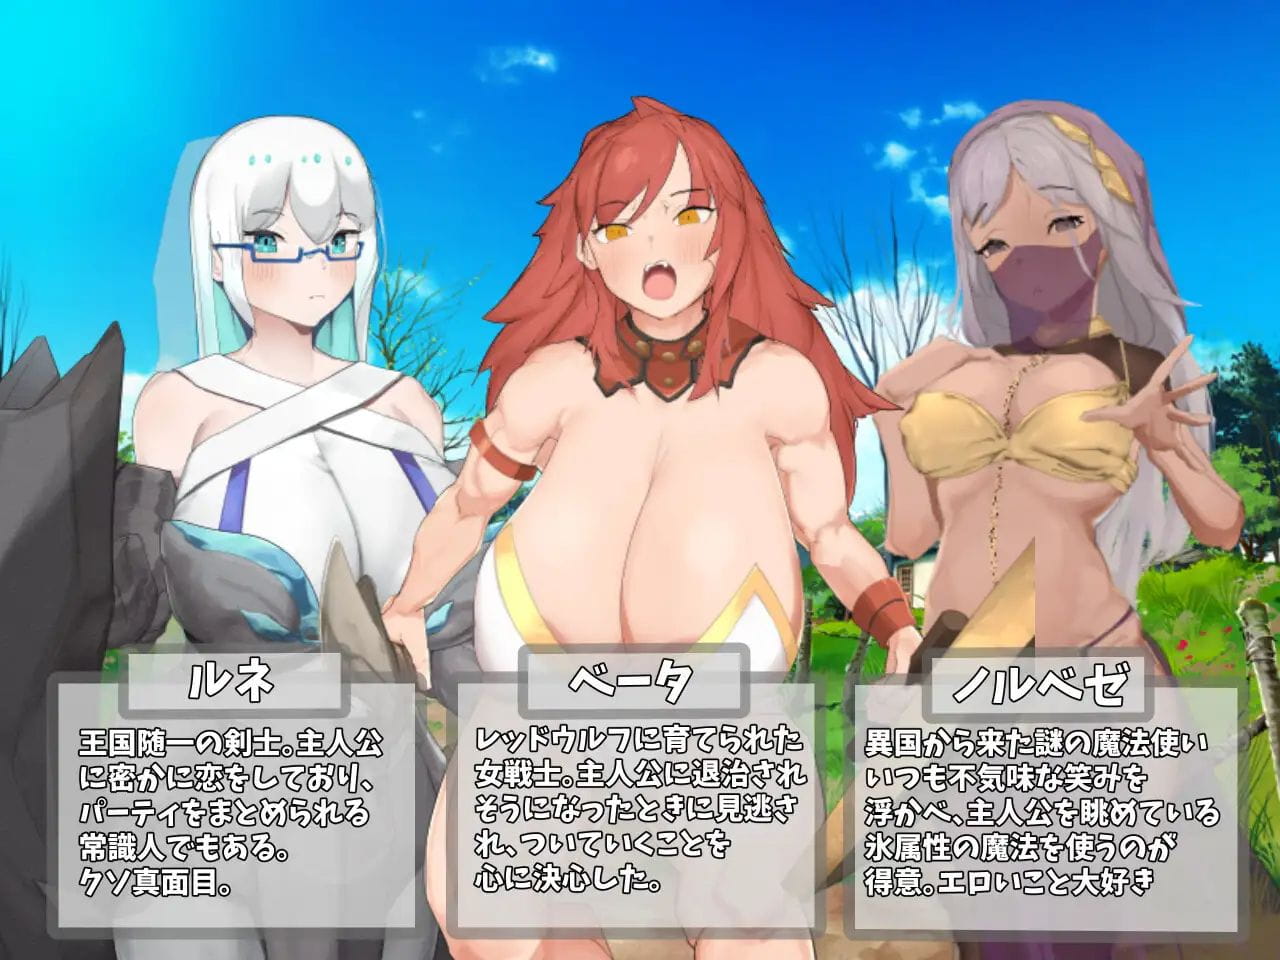 ルネ
王国随一の剣士。主人公
に密かに恋をしており、
パーティをまとめられる
常識人でもある。
クソ真面目。
ベータ
レッドウルフに育てられた
女戦士。主人公に退治され
そうになったときに見逃さ
れ、ついていくことを
心に決心した。
ノルベゼ
異国から来た謎の魔法使い
いつも不気味な笑みを
浮かべ、主人公を眺めている
氷属性の魔法を使うのが
得意。エロいこと大好き